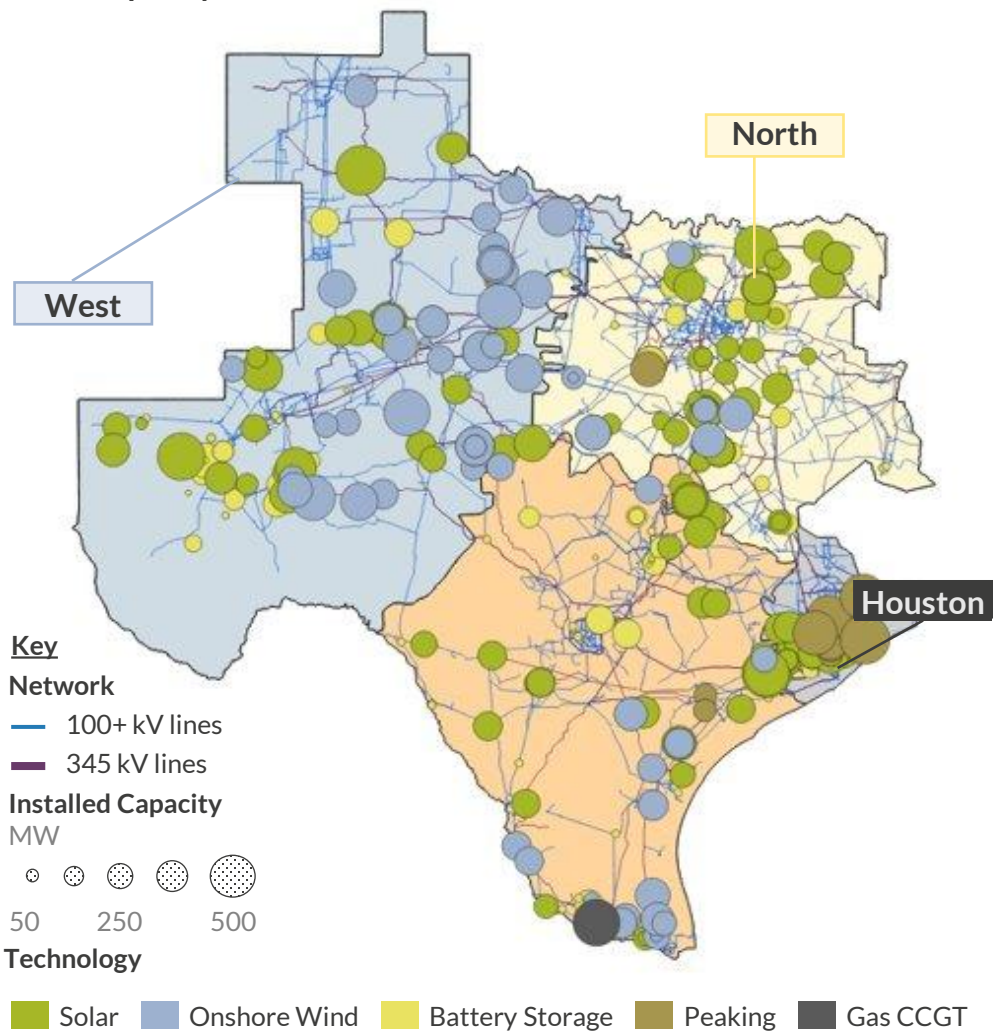 North
West
Houston
Key
Network
100+ kV lines
345 kV lines
Installed Capacity
MW
50 250 500
Technology
Solar Onshore Wind Battery Storage Peaking Gas CCGT